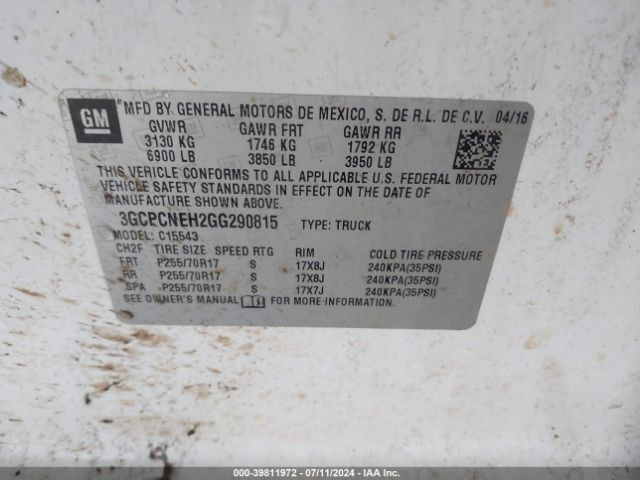 GM
MFD BY GENERAL MOTORS DE MEXICO, S. DE R.L. DE C.V. 04/16
GVWR GAWR FRT GAWR RR
3130 KG 1746 KG 1792 KG
6900 LB 3850 LB 3950 LB
THIS VEHICLE CONFORMS TO ALL APPLICABLE U.S. FEDERAL MOTOR
VEHICLE SAFETY STANDARDS IN EFFECT ON THE DATE OF
MANUFACTURE SHOWN ABOVE.
3GCPCNEH2GG290815 TYPE: TRUCK
MODEL: C15543
CH2F TIRE SIZE SPEED RTG RIM COLD TIRE PRESSURE
FRT P255/70R17 S 17X8J 240KPA(35PSI)
RR P255/70R17 S 17X8J 240KPA(35PSI)
SPA P255/70R17 S 17X7J 240KPA(35PSI)
SEE OWNER'S MANUAL FOR MORE INFORMATION.
000-39811972 / 07/11/2024 - IAA Inc.